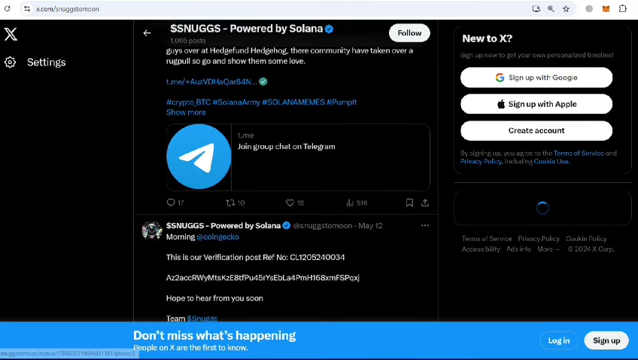 x.com/snuggstomoon
Settings
$SNUGGS - Powered by Solana
1,065 posts
Follow
guys over at Hedgefund Hedgehog, there community have taken over a
rugpull so go and show them some love.
t.me/+AuzVDHaQar84N...
#crypto_BTC #SolanaArmy #SOLANAMEMES #PumpIt
Show more
t.me
Join group chat on Telegram
17
10
18
516
$SNUGGS - Powered by Solana @snuggstomoon · May 12
Morning @coingecko
This is our Verification post Ref No: CL1205240034
Az2accRWyMtsKzE8tfPu45rYsEbLa4PmH168xmFSPqxj
Hope to hear from you soon
Team $Snuggs
New to X?
Sign up now to get your own personalized timeline!
Sign up with Google
Sign up with Apple
Create account
By signing up, you agree to the Terms of Service and
Privacy Policy, including Cookie Use.
Terms of Service Privacy Policy Cookie Policy
Accessibility Ads info More ··· © 2024 X Corp.
Don't miss what's happening
People on X are the first to know.
Log in
Sign up